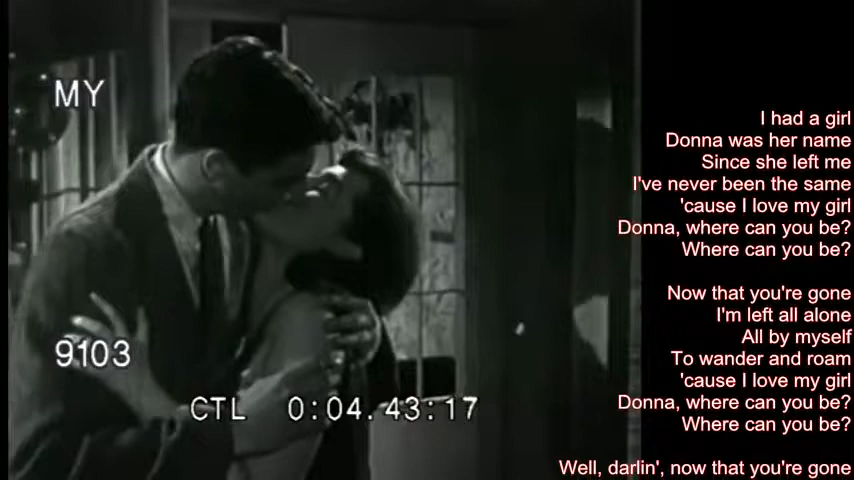 MY
9103
CTL 0:04.43:17
I had a girl
Donna was her name
Since she left me
I've never been the same
'cause I love my girl
Donna, where can you be?
Where can you be?
Now that you're gone
I'm left all alone
All by myself
To wander and roam
'cause I love my girl
Donna, where can you be?
Where can you be?
Well, darlin', now that you're gone